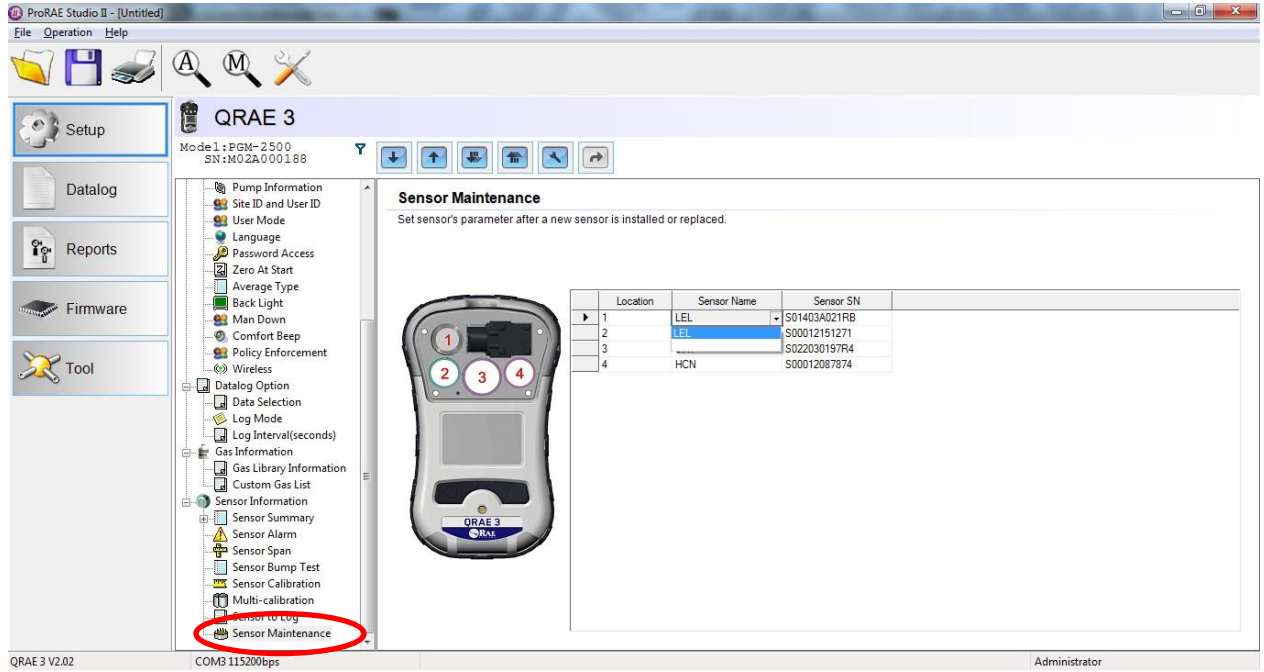 ProRAE Studio II - [Untitled]
File Operation Help
A M
Setup
Datalog
Reports
Firmware
Tool
QRAE 3
Model:PGM-2500
SN:M02A000188
Pump Information
Site ID and User ID
User Mode
Language
Password Access
Zero At Start
Average Type
Back Light
Man Down
Comfort Beep
Policy Enforcement
Wireless
Datalog Option
Data Selection
Log Mode
Log Interval(seconds)
Gas Information
Gas Library Information
Custom Gas List
Sensor Information
Sensor Summary
Sensor Alarm
Sensor Span
Sensor Bump Test
Sensor Calibration
Multi-calibration
Sensor to Log
Sensor Maintenance
Sensor Maintenance
Set sensor's parameter after a new sensor is installed or replaced.
1
2 3 4
QRAE 3
RAE
Location Sensor Name Sensor SN
1 LEL S01403A021RB
2 LEL S00012151271
3 S022030197R4
4 HCN S00012087874
QRAE 3 V2.02 COM3 115200bps Administrator